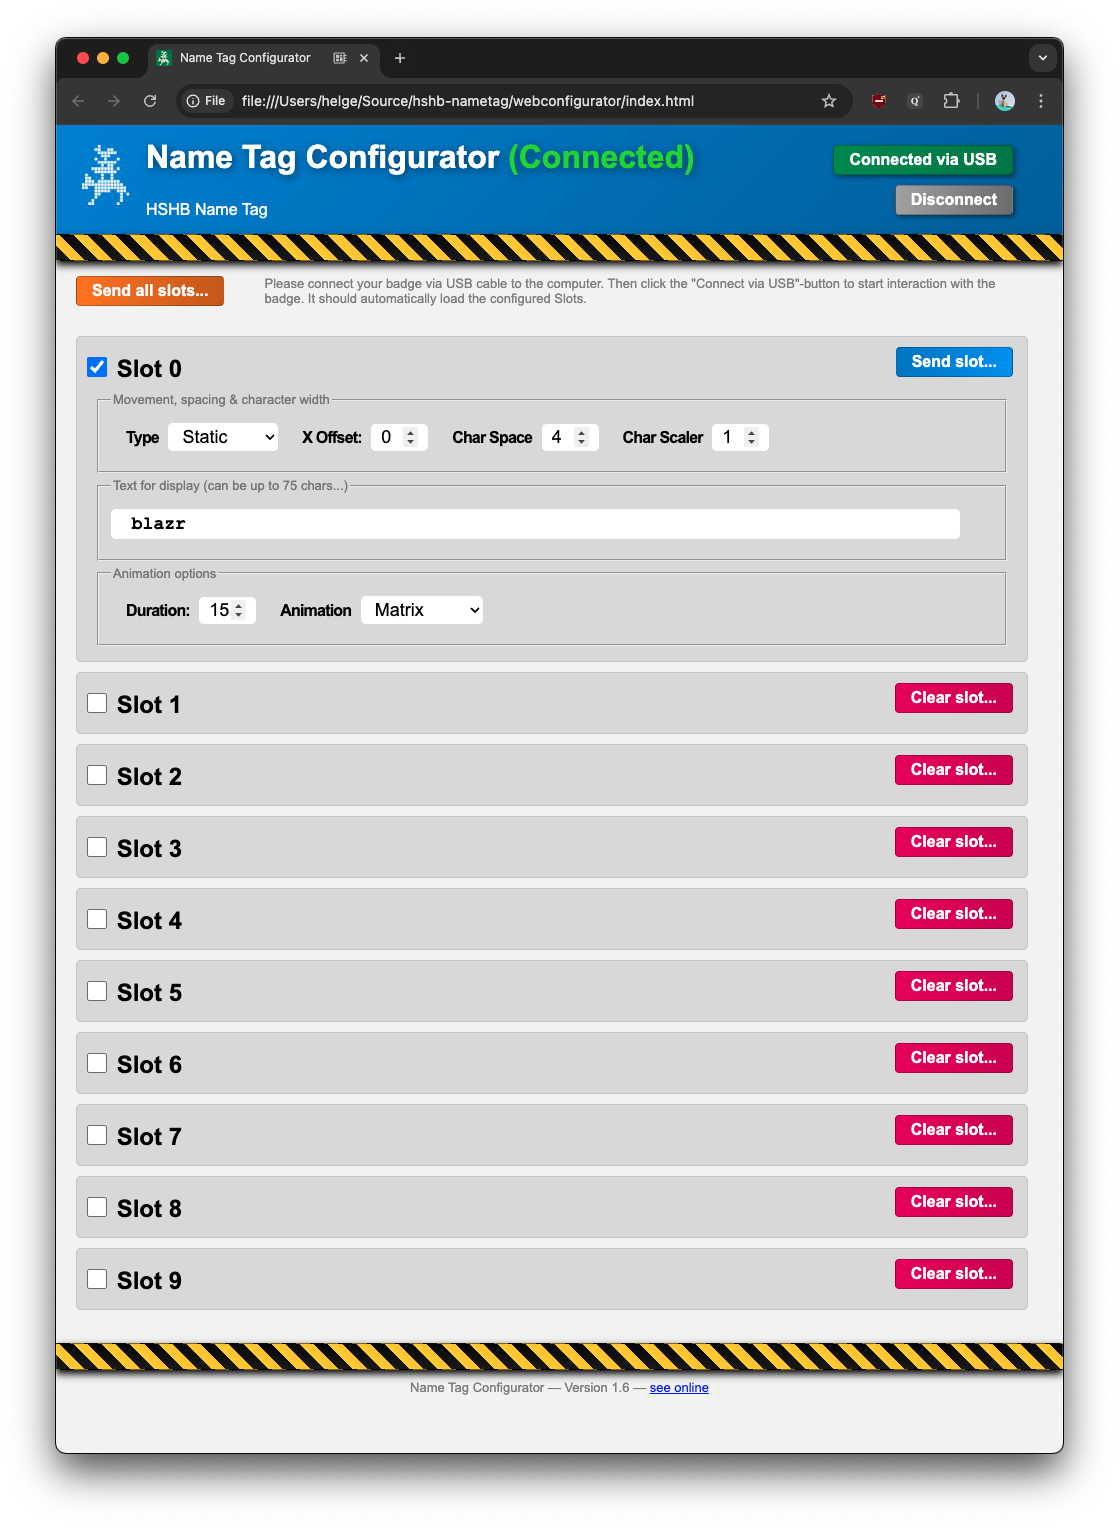 Name Tag Configurator
File
file:///Users/helge/Source/hshb-nametag/webconfigurator/index.html
Name Tag Configurator (Connected)
Connected via USB
HSHB Name Tag
Disconnect
Send all slots...
Please connect your badge via USB cable to the computer. Then click the "Connect via USB"-button to start interaction with the
badge. It should automatically load the configured Slots.
Slot 0
Send slot...
Movement, spacing & character width
Type Static X Offset: 0 Char Space 4 Char Scaler 1
Text for display (can be up to 75 chars...)
blazr
Animation options
Duration: 15 Animation Matrix
Slot 1 Clear slot...
Slot 2 Clear slot...
Slot 3 Clear slot...
Slot 4 Clear slot...
Slot 5 Clear slot...
Slot 6 Clear slot...
Slot 7 Clear slot...
Slot 8 Clear slot...
Slot 9 Clear slot...
Name Tag Configurator — Version 1.6 — see online